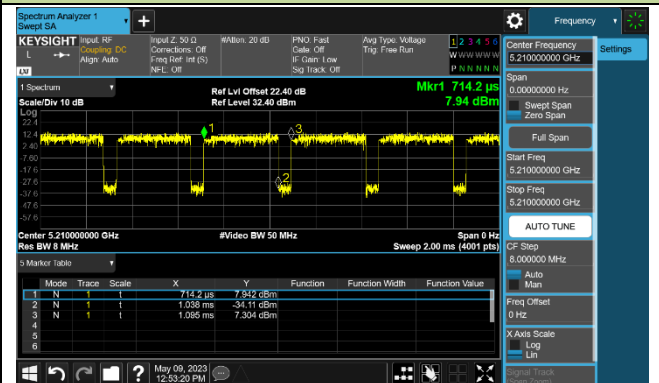 Spectrum Analyzer 1
Swept SA
Frequency
KEYSIGHT
Input: RF
Coupling: DC
Align: Auto
Input Z: 50 Ω
Corrections: Off
Freq Ref: Int (S)
NFE: Off
#Atten: 20 dB
PNO: Fast
Gate: Off
IF Gain: Low
Sig Track: Off
Avg Type: Voltage
Trig: Free Run
1 2 3 4 5 6
W W W W W W
P N N N N N
L
LXI
Center Frequency
5.210000000 GHz
Settings
Span
0.00000000 Hz
Swept Span
Zero Span
Full Span
Start Freq
5.210000000 GHz
Stop Freq
5.210000000 GHz
AUTO TUNE
CF Step
8.000000 MHz
Auto
Man
Freq Offset
0 Hz
X Axis Scale
Log
Lin
Signal Track
(Span Zoom)
1 Spectrum
Scale/Div 10 dB
Ref Lvl Offset 22.40 dB
Ref Level 32.40 dBm
Mkr1 714.2 µs
7.94 dBm
Log
22.4
12.4
2.40
-7.60
-17.6
-27.6
-37.6
-47.6
-57.6
1
2
3
Center 5.210000000 GHz
Res BW 8 MHz
#Video BW 50 MHz
Span 0 Hz
Sweep 2.00 ms (4001 pts)
5 Marker Table
Mode Trace Scale X Y Function Function Width Function Value
1 N 1 t 714.2 µs 7.942 dBm
2 N 1 t 1.038 ms -34.11 dBm
3 N 1 t 1.095 ms 7.304 dBm
4
5
6
?
May 09, 2023
12:53:20 PM